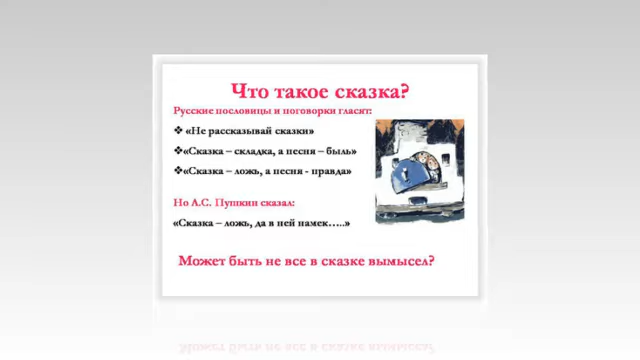 Что такое сказка?
Русские пословицы и поговорки гласят:
❖ «Не рассказывай сказки»
❖«Сказка – складка, а песня – быль»
❖«Сказка – ложь, а песня - правда»
Но А.С. Пушкин сказал:
«Сказка – ложь, да в ней намек…..»
Может быть не все в сказке вымысел?